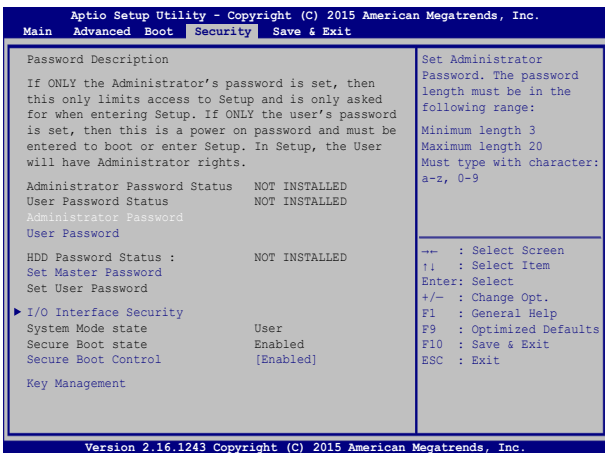 Aptio Setup Utility - Copyright (C) 2015 American Megatrends, Inc.
Main Advanced Boot Security Save & Exit
Password Description
If ONLY the Administrator's password is set, then
this only limits access to Setup and is only asked
for when entering Setup. If ONLY the user's password
is set, then this is a power on password and must be
entered to boot or enter Setup. In Setup, the User
will have Administrator rights.
Administrator Password Status NOT INSTALLED
User Password Status NOT INSTALLED
Administrator Password
User Password
HDD Password Status : NOT INSTALLED
Set Master Password
Set User Password
I/O Interface Security
System Mode state User
Secure Boot state Enabled
Secure Boot Control [Enabled]
Key Management
Set Administrator
Password. The password
length must be in the
following range:
Minimum length 3
Maximum length 20
Must type with character:
a-z, 0-9
→← : Select Screen
↑↓ : Select Item
Enter: Select
+/— : Change Opt.
F1 : General Help
F9 : Optimized Defaults
F10 : Save & Exit
ESC : Exit
Version 2.16.1243 Copyright (C) 2015 American Megatrends, Inc.